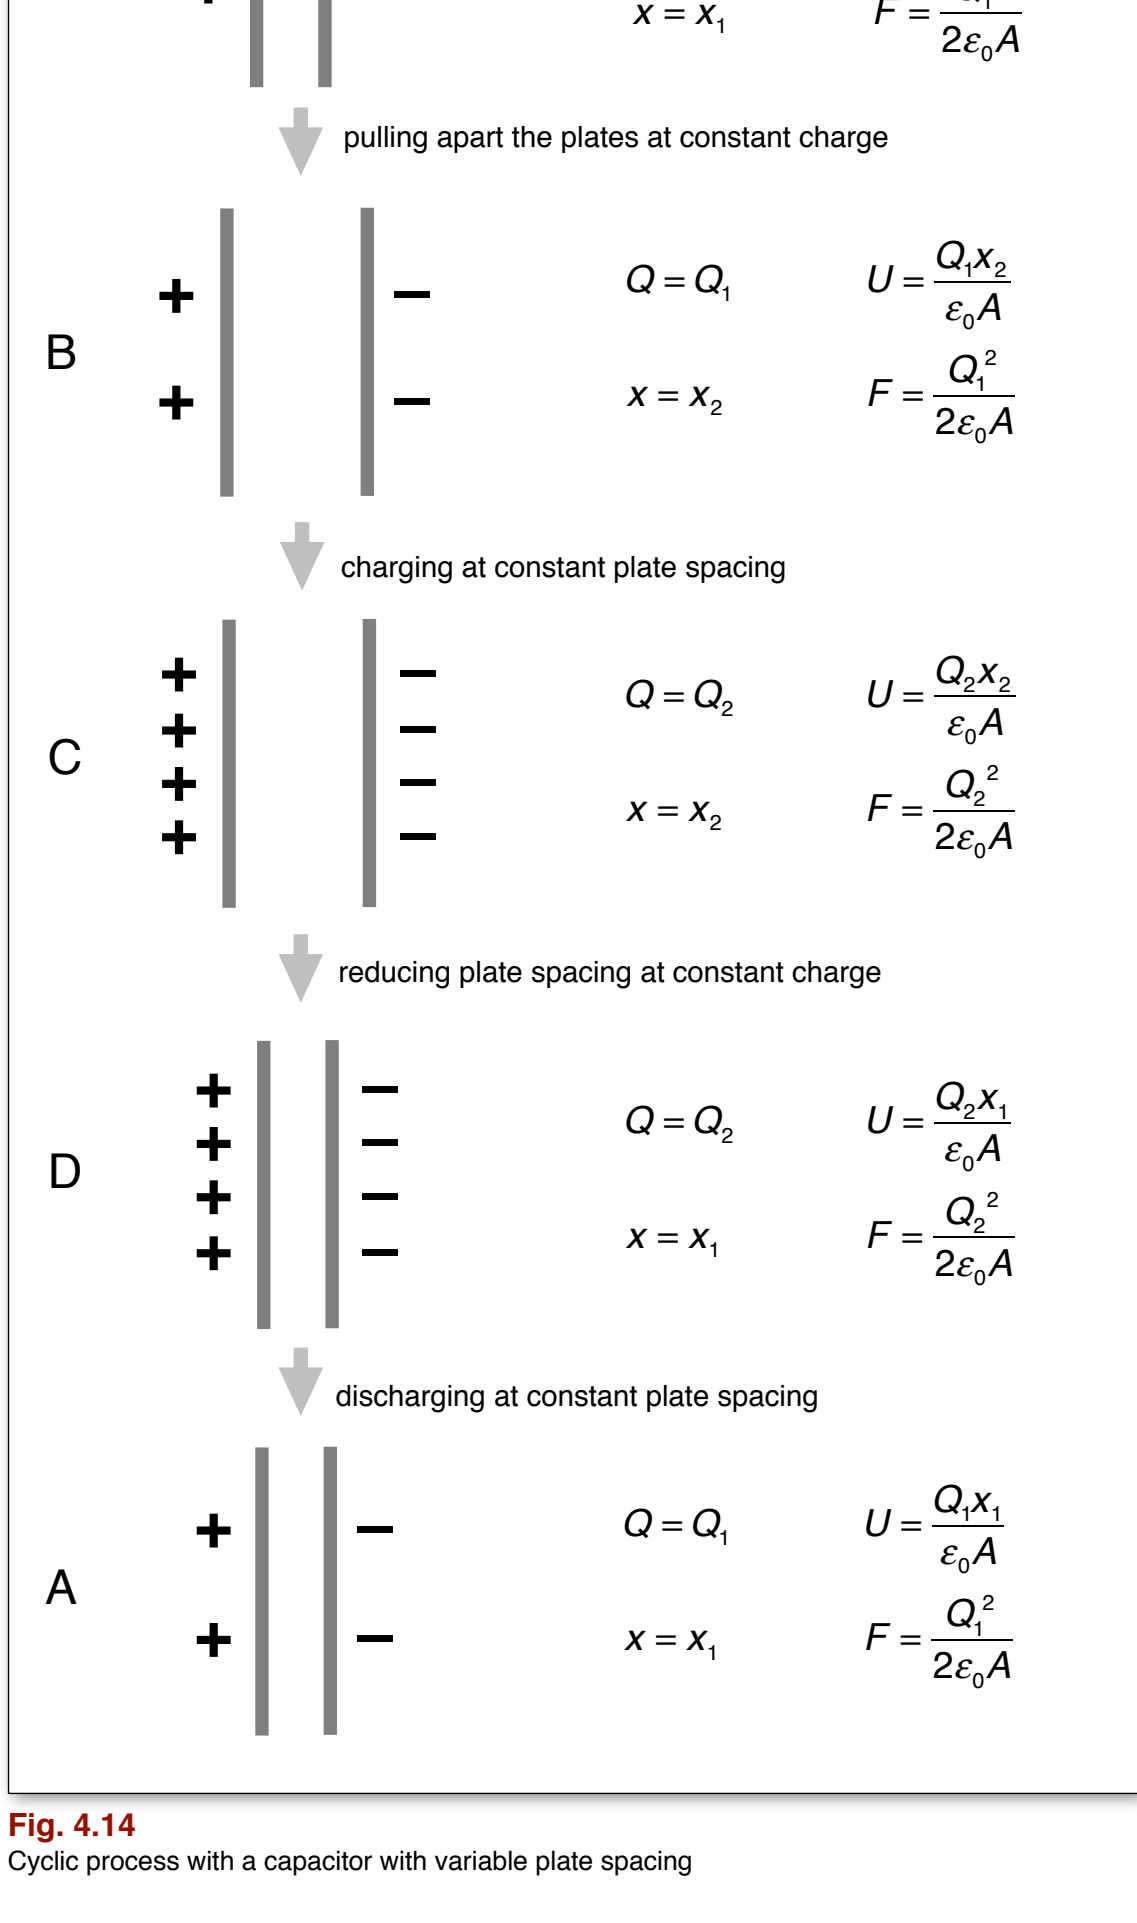 x = x₁ F = Q₁ / 2ε₀A
pulling apart the plates at constant charge
B
+ −
+ −
Q = Q₁ U = Q₁x₂ / ε₀A
x = x₂ F = Q₁² / 2ε₀A
charging at constant plate spacing
C
+ −
+ −
+ −
+ −
Q = Q₂ U = Q₂x₂ / ε₀A
x = x₂ F = Q₂² / 2ε₀A
reducing plate spacing at constant charge
D
+ −
+ −
+ −
+ −
Q = Q₂ U = Q₂x₁ / ε₀A
x = x₁ F = Q₂² / 2ε₀A
discharging at constant plate spacing
A
+ −
+ −
Q = Q₁ U = Q₁x₁ / ε₀A
x = x₁ F = Q₁² / 2ε₀A
Fig. 4.14
Cyclic process with a capacitor with variable plate spacing